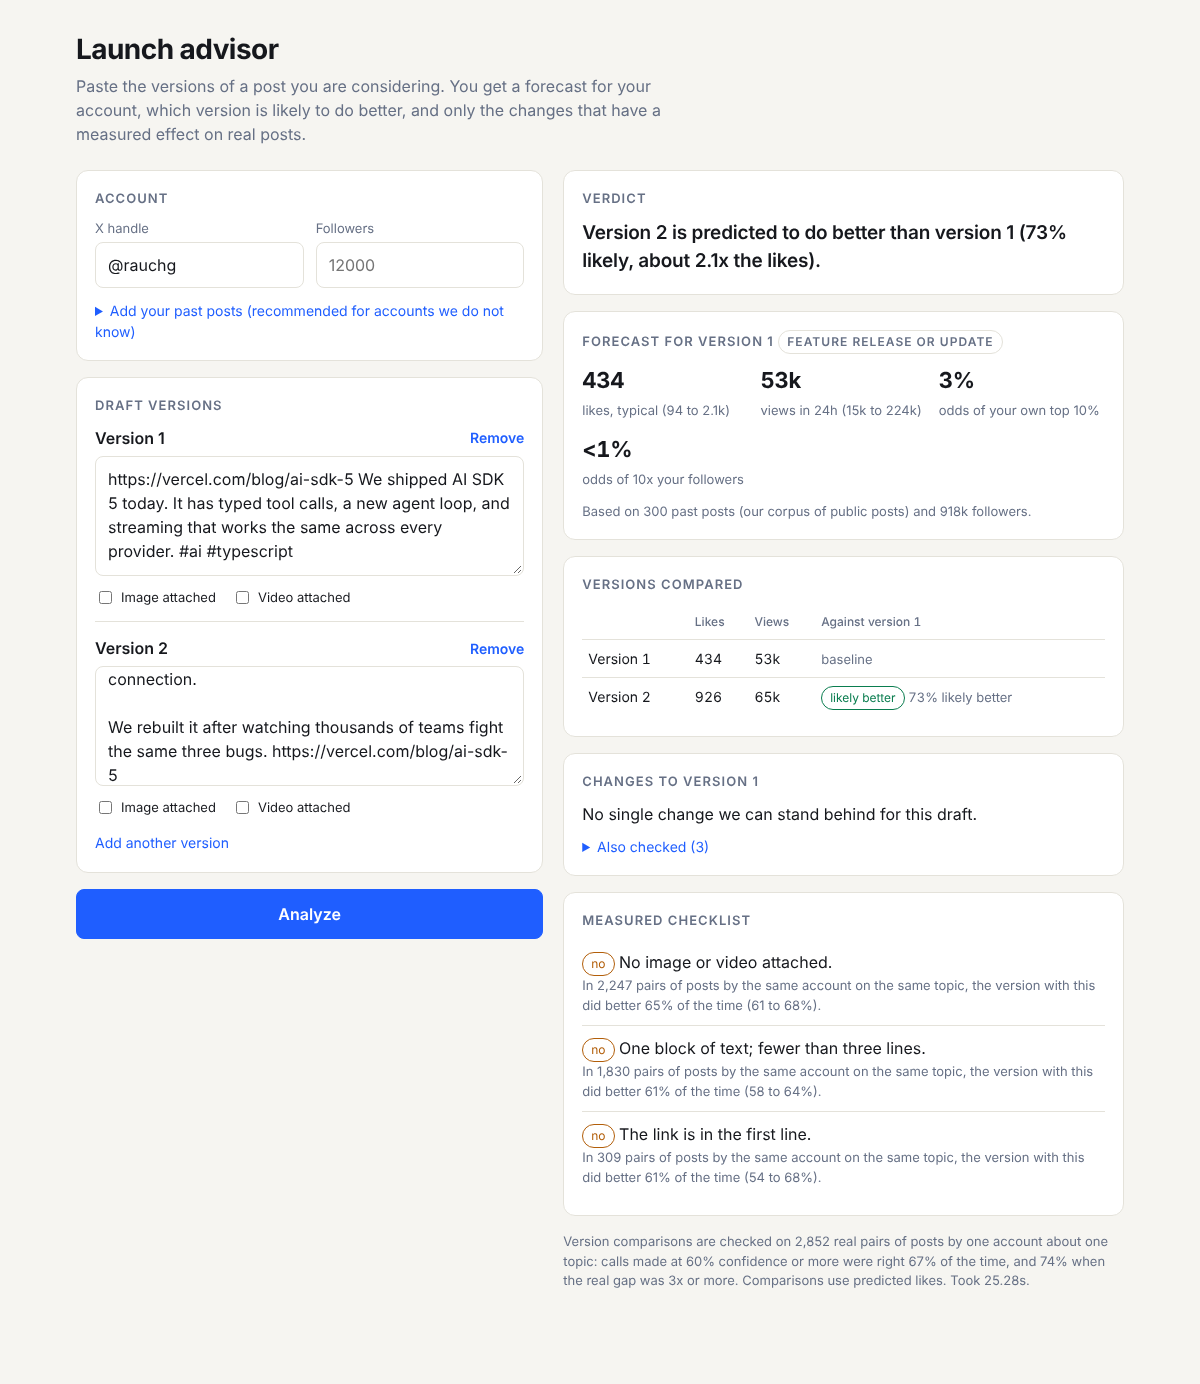 Launch advisor
Paste the versions of a post you are considering. You get a forecast for your
account, which version is likely to do better, and only the changes that have a
measured effect on real posts.
ACCOUNT
X handle
Followers
@rauchg
12000
Add your past posts (recommended for accounts we do not
know)
DRAFT VERSIONS
Version 1
Remove
https://vercel.com/blog/ai-sdk-5 We shipped AI SDK
5 today. It has typed tool calls, a new agent loop, and
streaming that works the same across every
provider. #ai #typescript
Image attached
Video attached
Version 2
Remove
connection.
We rebuilt it after watching thousands of teams fight
the same three bugs. https://vercel.com/blog/ai-sdk-
5
Image attached
Video attached
Add another version
Analyze
VERDICT
Version 2 is predicted to do better than version 1 (73%
likely, about 2.1x the likes).
FORECAST FOR VERSION 1 FEATURE RELEASE OR UPDATE
434
likes, typical (94 to 2.1k)
53k
views in 24h (15k to 224k)
3%
odds of your own top 10%
<1%
odds of 10x your followers
Based on 300 past posts (our corpus of public posts) and 918k followers.
VERSIONS COMPARED
Likes Views Against version 1
Version 1 434 53k baseline
Version 2 926 65k likely better 73% likely better
CHANGES TO VERSION 1
No single change we can stand behind for this draft.
Also checked (3)
MEASURED CHECKLIST
no No image or video attached.
In 2,247 pairs of posts by the same account on the same topic, the version with this
did better 65% of the time (61 to 68%).
no One block of text; fewer than three lines.
In 1,830 pairs of posts by the same account on the same topic, the version with this
did better 61% of the time (58 to 64%).
no The link is in the first line.
In 309 pairs of posts by the same account on the same topic, the version with this
did better 61% of the time (54 to 68%).
Version comparisons are checked on 2,852 real pairs of posts by one account about one
topic: calls made at 60% confidence or more were right 67% of the time, and 74% when
the real gap was 3x or more. Comparisons use predicted likes. Took 25.28s.